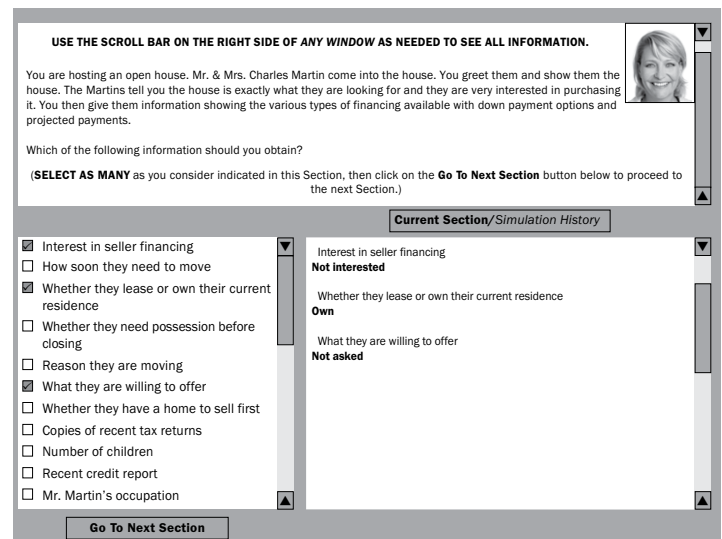 USE THE SCROLL BAR ON THE RIGHT SIDE OF ANY WINDOW AS NEEDED TO SEE ALL INFORMATION.
You are hosting an open house. Mr. & Mrs. Charles Martin come into the house. You greet them and show them the
house. The Martins tell you the house is exactly what they are looking for and they are very interested in purchasing
it. You then give them information showing the various types of financing available with down payment options and
projected payments.
Which of the following information should you obtain?
(SELECT AS MANY as you consider indicated in this Section, then click on the Go To Next Section button below to proceed to
the next Section.)
Current Section/Simulation History
Interest in seller financing
How soon they need to move
Whether they lease or own their current
residence
Whether they need possession before
closing
Reason they are moving
What they are willing to offer
Whether they have a home to sell first
Copies of recent tax returns
Number of children
Recent credit report
Mr. Martin's occupation
Interest in seller financing
Not interested
Whether they lease or own their current residence
Own
What they are willing to offer
Not asked
Go To Next Section